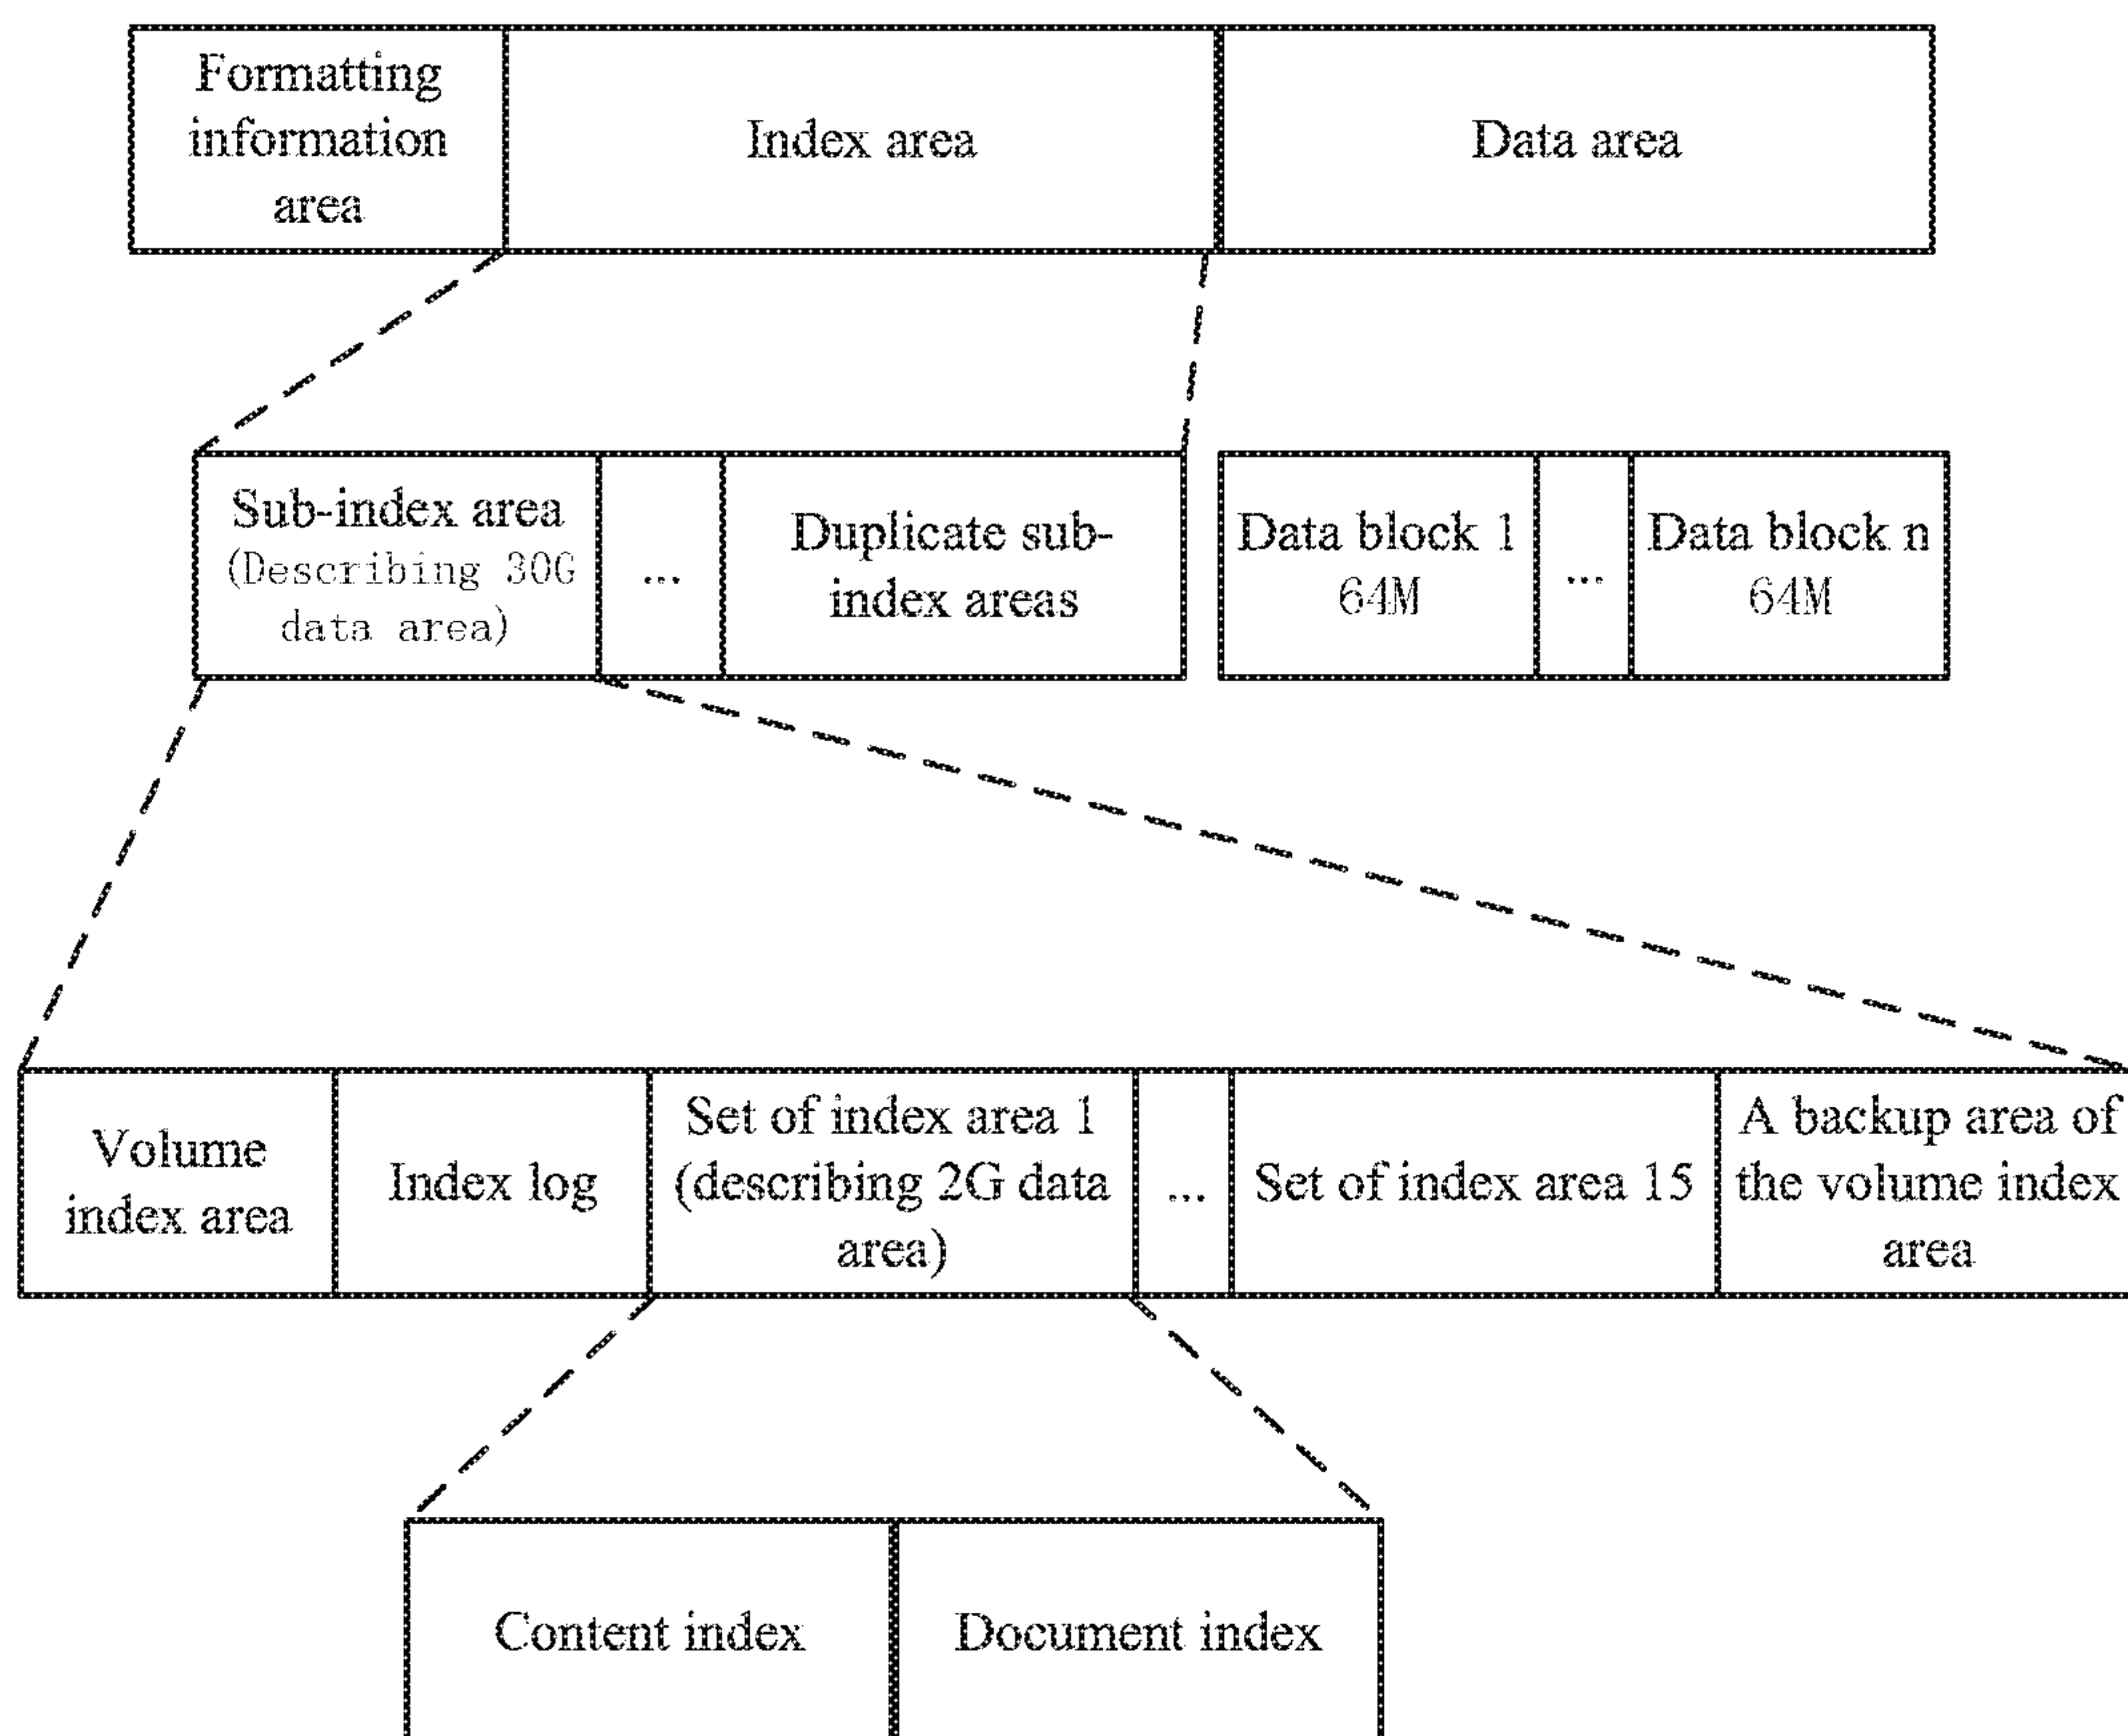 Formatting
information
area
Index area
Data area
Sub-index area
(Describing 30G
data area)
...
Duplicate sub-
index areas
Data block 1
64M
...
Data block n
64M
Volume
index area
Index log
Set of index area 1
(describing 2G data
area)
...
Set of index area 15
A backup area of
the volume index
area
Content index
Document index